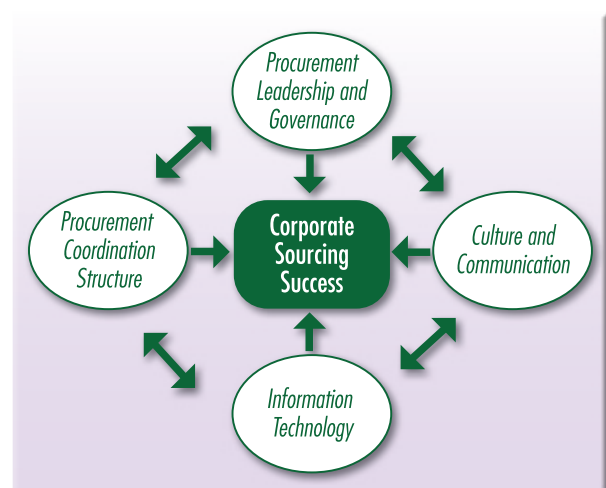 Procurement
Leadership and
Governance
Procurement
Coordination
Structure
Corporate
Sourcing
Success
Culture and
Communication
Information
Technology